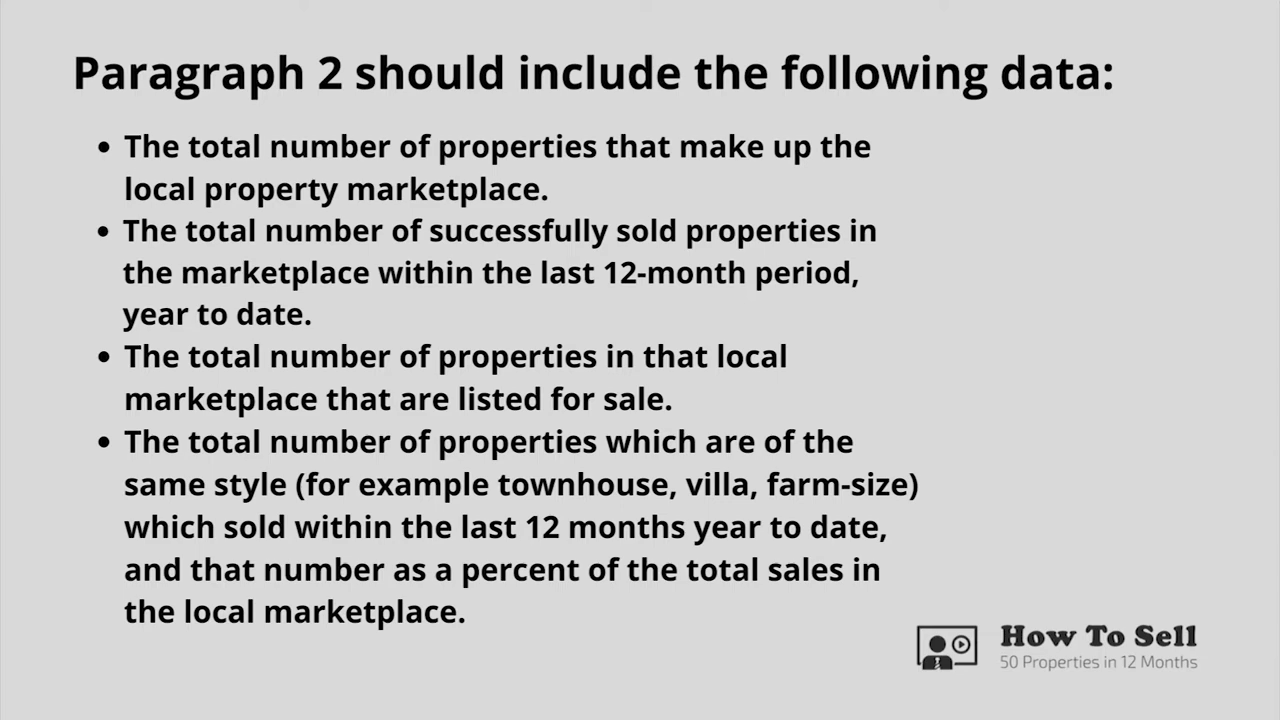 Paragraph 2 should include the following data:
• The total number of properties that make up the
local property marketplace.
• The total number of successfully sold properties in
the marketplace within the last 12-month period,
year to date.
• The total number of properties in that local
marketplace that are listed for sale.
• The total number of properties which are of the
same style (for example townhouse, villa, farm-size)
which sold within the last 12 months year to date,
and that number as a percent of the total sales in
the local marketplace.
How To Sell
50 Properties in 12 Months